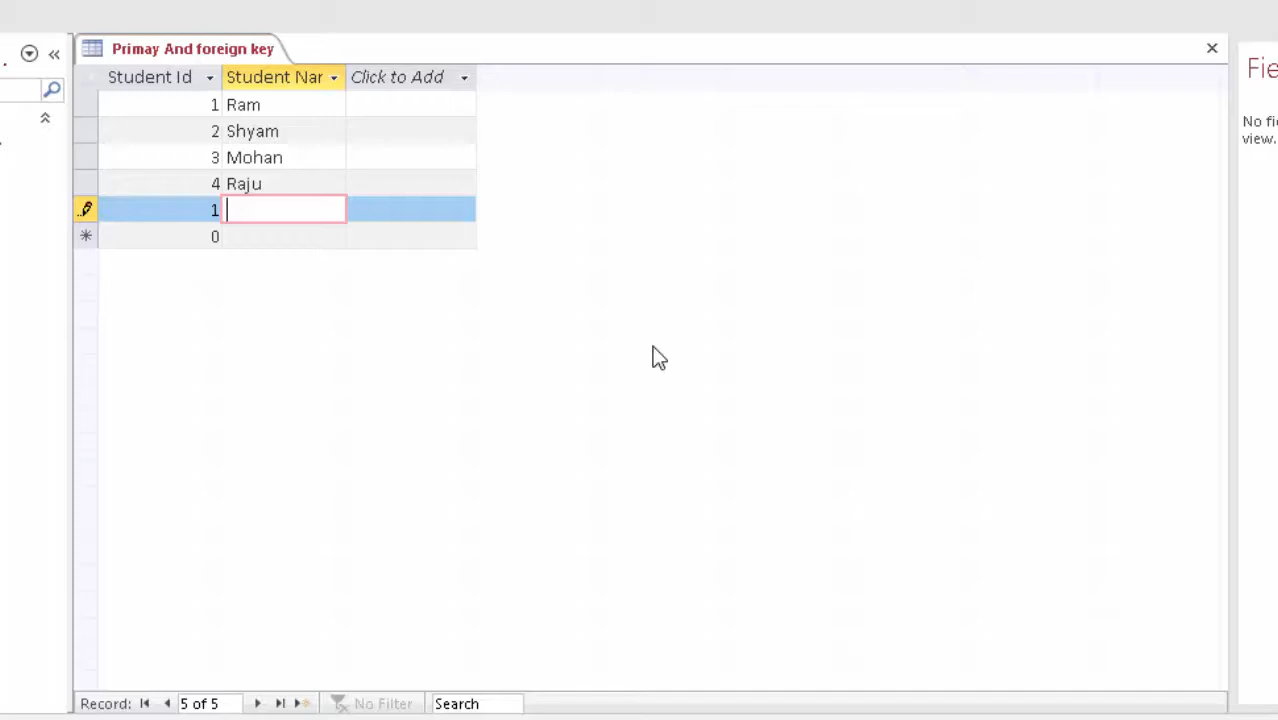 Primay And foreign key
Student Id Student Nar Click to Add
1 Ram
2 Shyam
3 Mohan
4 Raju
1
0
Fie
No fi
view.
Record: 5 of 5 No Filter Search